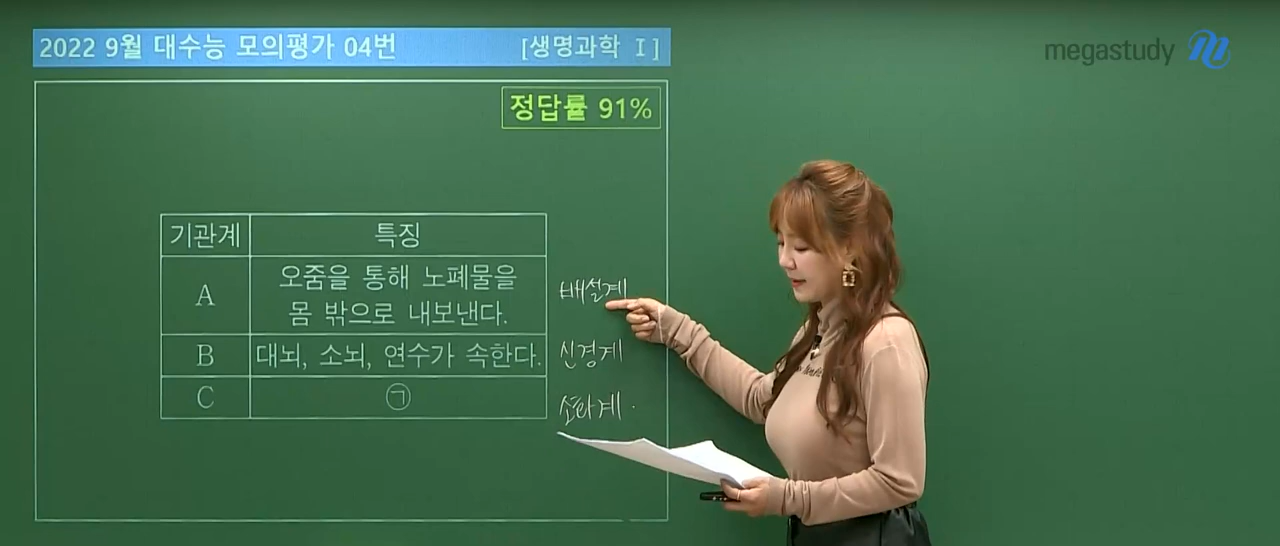 2022 9월 대수능 모의평가 04번 [생명과학 Ⅰ]
megastudy
정답률 91%
기관계 특징
A 오줌을 통해 노폐물을
몸 밖으로 내보낸다.
배설계
B 대뇌, 소뇌, 연수가 속한다.
신경계
C ㉠
소화계